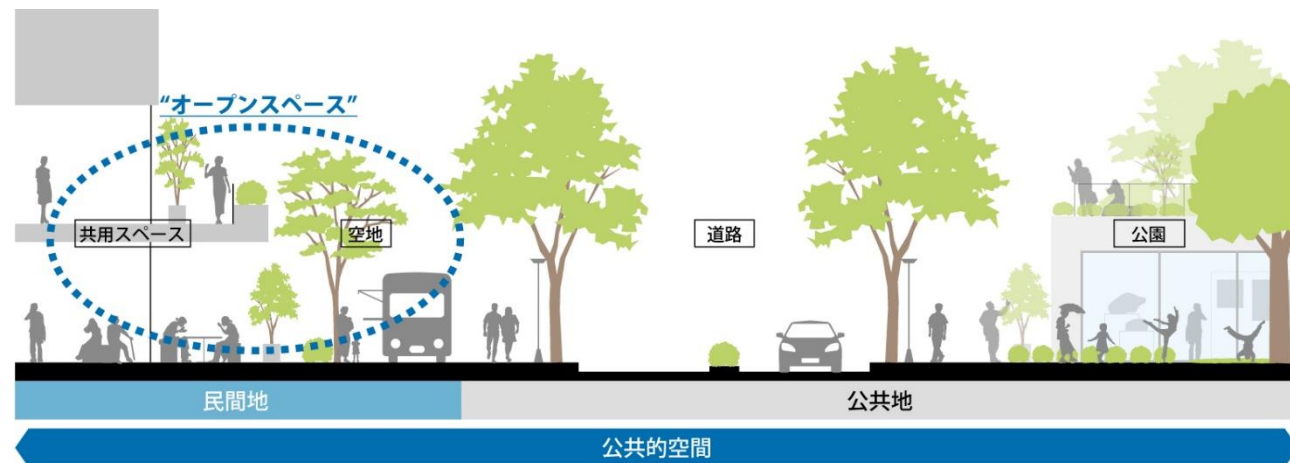 “オープンスペース”
共用スペース
空地
道路
公園
民間地
公共地
公共的空間